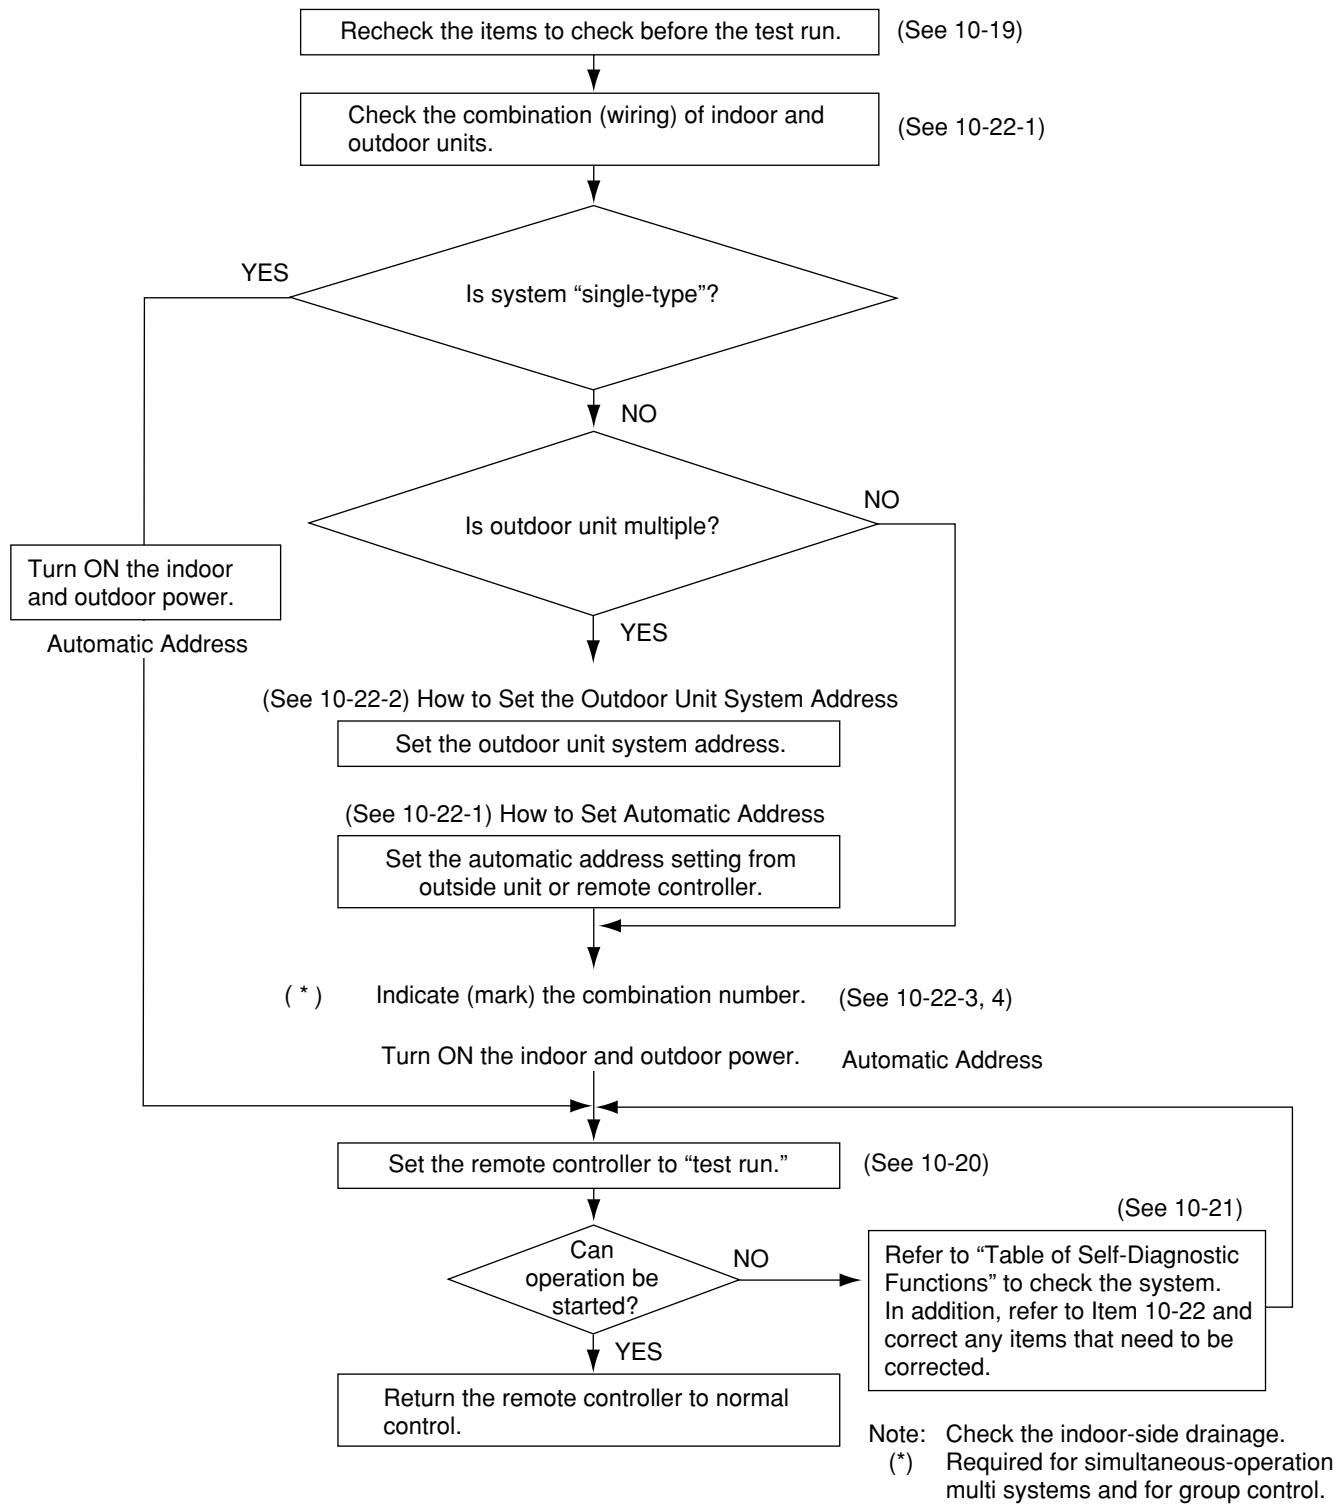 Recheck the items to check before the test run.
(See 10-19)
Check the combination (wiring) of indoor and
outdoor units.
(See 10-22-1)
YES
Is system “single-type”?
NO
NO
Is outdoor unit multiple?
Turn ON the indoor
and outdoor power.
YES
Automatic Address
(See 10-22-2) How to Set the Outdoor Unit System Address
Set the outdoor unit system address.
(See 10-22-1) How to Set Automatic Address
Set the automatic address setting from
outside unit or remote controller.
( * ) Indicate (mark) the combination number. (See 10-22-3, 4)
Turn ON the indoor and outdoor power. Automatic Address
Set the remote controller to “test run.”
(See 10-20)
(See 10-21)
Can
operation be
started?
NO
Refer to “Table of Self-Diagnostic
Functions” to check the system.
In addition, refer to Item 10-22 and
correct any items that need to be
corrected.
YES
Return the remote controller to normal
control.
Note: Check the indoor-side drainage.
(*) Required for simultaneous-operation
multi systems and for group control.